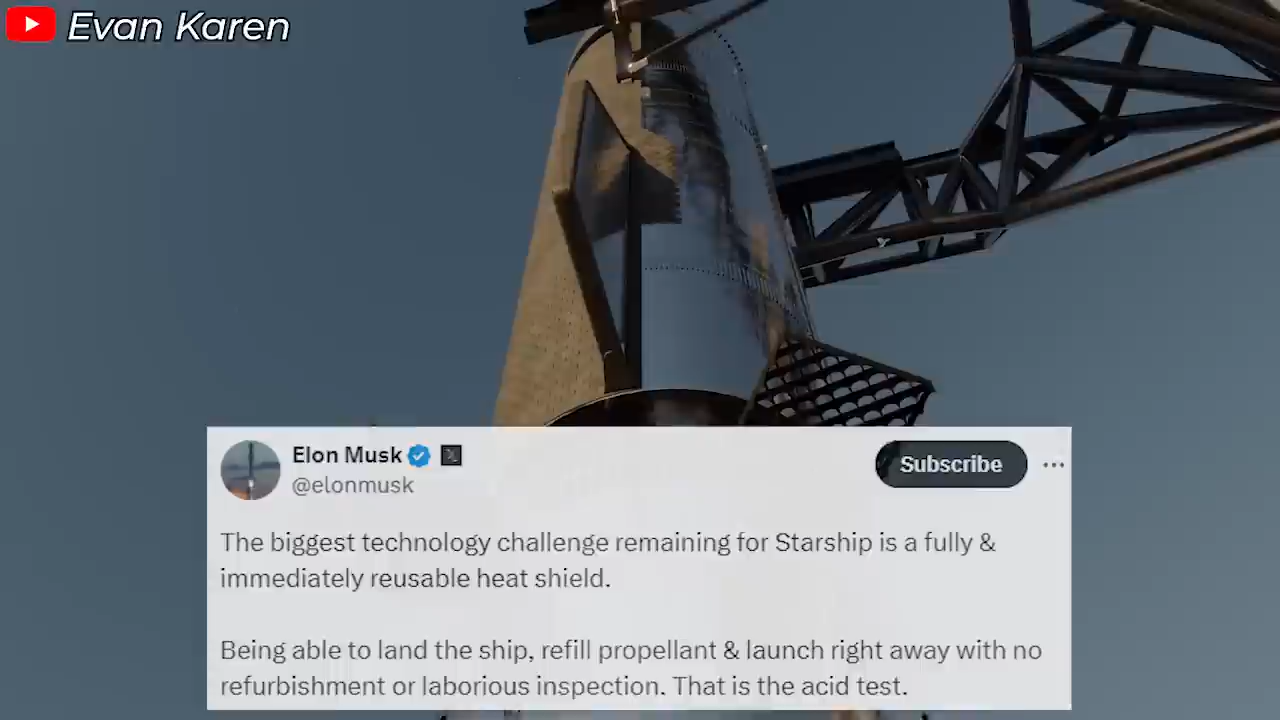 Evan Karen
Elon Musk
@elonmusk
Subscribe
The biggest technology challenge remaining for Starship is a fully &
immediately reusable heat shield.
Being able to land the ship, refill propellant & launch right away with no
refurbishment or laborious inspection. That is the acid test.